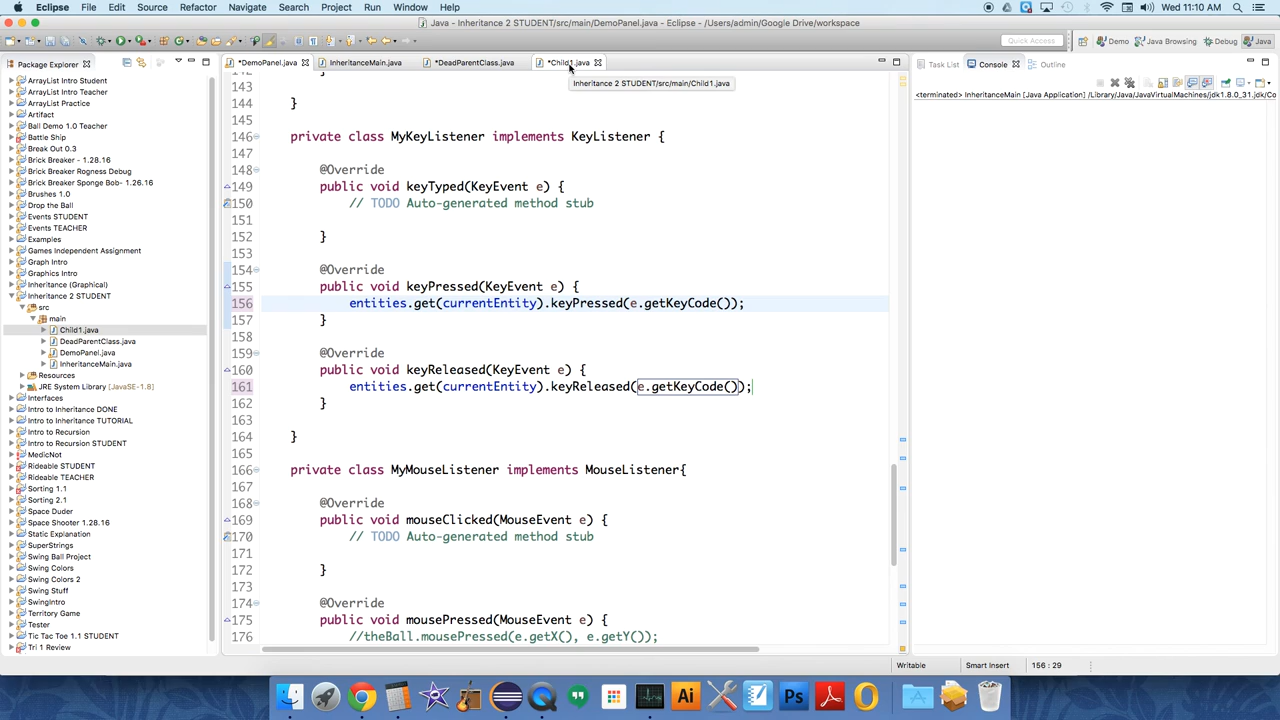 Eclipse File Edit Source Refactor Navigate Search Project Run Window Help Wed 11:10 AM
Java - Inheritance 2 STUDENT/src/main/DemoPanel.java - Eclipse - /Users/admin/Google Drive/workspace
Quick Access Demo Java Browsing Debug Java
Package Explorer
ArrayList Intro Student
ArrayList Intro Teacher
ArrayList Practice
Artifact
Ball Demo 1.0 Teacher
Battle Ship
Break Out 0.3
Brick Breaker - 1.28.16
Brick Breaker Rogness Debug
Brick Breaker Sponge Bob- 1.26.16
Brushes 1.0
Drop the Ball
Events STUDENT
Events TEACHER
Examples
Games Independent Assignment
Graph Intro
Graphics Intro
Inheritance (Graphical)
Inheritance 2 STUDENT
src
main
Child1.java
DeadParentClass.java
DemoPanel.java
InheritanceMain.java
Resources
JRE System Library [JavaSE-1.8]
Interfaces
Intro to Inheritance DONE
Intro to Inheritance TUTORIAL
Intro to Recursion
Intro to Recursion STUDENT
MedicNot
Rideable STUDENT
Rideable TEACHER
Sorting 1.1
Sorting 2.1
Space Duder
Space Shooter 1.28.16
Static Explanation
SuperStrings
Swing Ball Project
Swing Colors
Swing Colors 2
Swing Stuff
SwingIntro
Territory Game
Tester
Tic Tac Toe 1.1 STUDENT
Tri 1 Review
*DemoPanel.java InheritanceMain.java *DeadParentClass.java *Child1.java
Inheritance 2 STUDENT/src/main/Child1.java
142 }
143
144 }
145
146 private class MyKeyListener implements KeyListener {
147
148 @Override
149 public void keyTyped(KeyEvent e) {
150 // TODO Auto-generated method stub
151
152 }
153
154 @Override
155 public void keyPressed(KeyEvent e) {
156 entities.get(currentEntity).keyPressed(e.getKeyCode());
157 }
158
159 @Override
160 public void keyReleased(KeyEvent e) {
161 entities.get(currentEntity).keyReleased(e.getKeyCode());
162 }
163
164 }
165
166 private class MyMouseListener implements MouseListener{
167
168 @Override
169 public void mouseClicked(MouseEvent e) {
170 // TODO Auto-generated method stub
171
172 }
173
174 @Override
175 public void mousePressed(MouseEvent e) {
176 //theBall.mousePressed(e.getX(), e.getY());
Task List Console Outline
<terminated> InheritanceMain [Java Application] /Library/Java/JavaVirtualMachines/jdk1.8.0_31.jdk/Co
Writable Smart Insert 156 : 29
Ai Ps